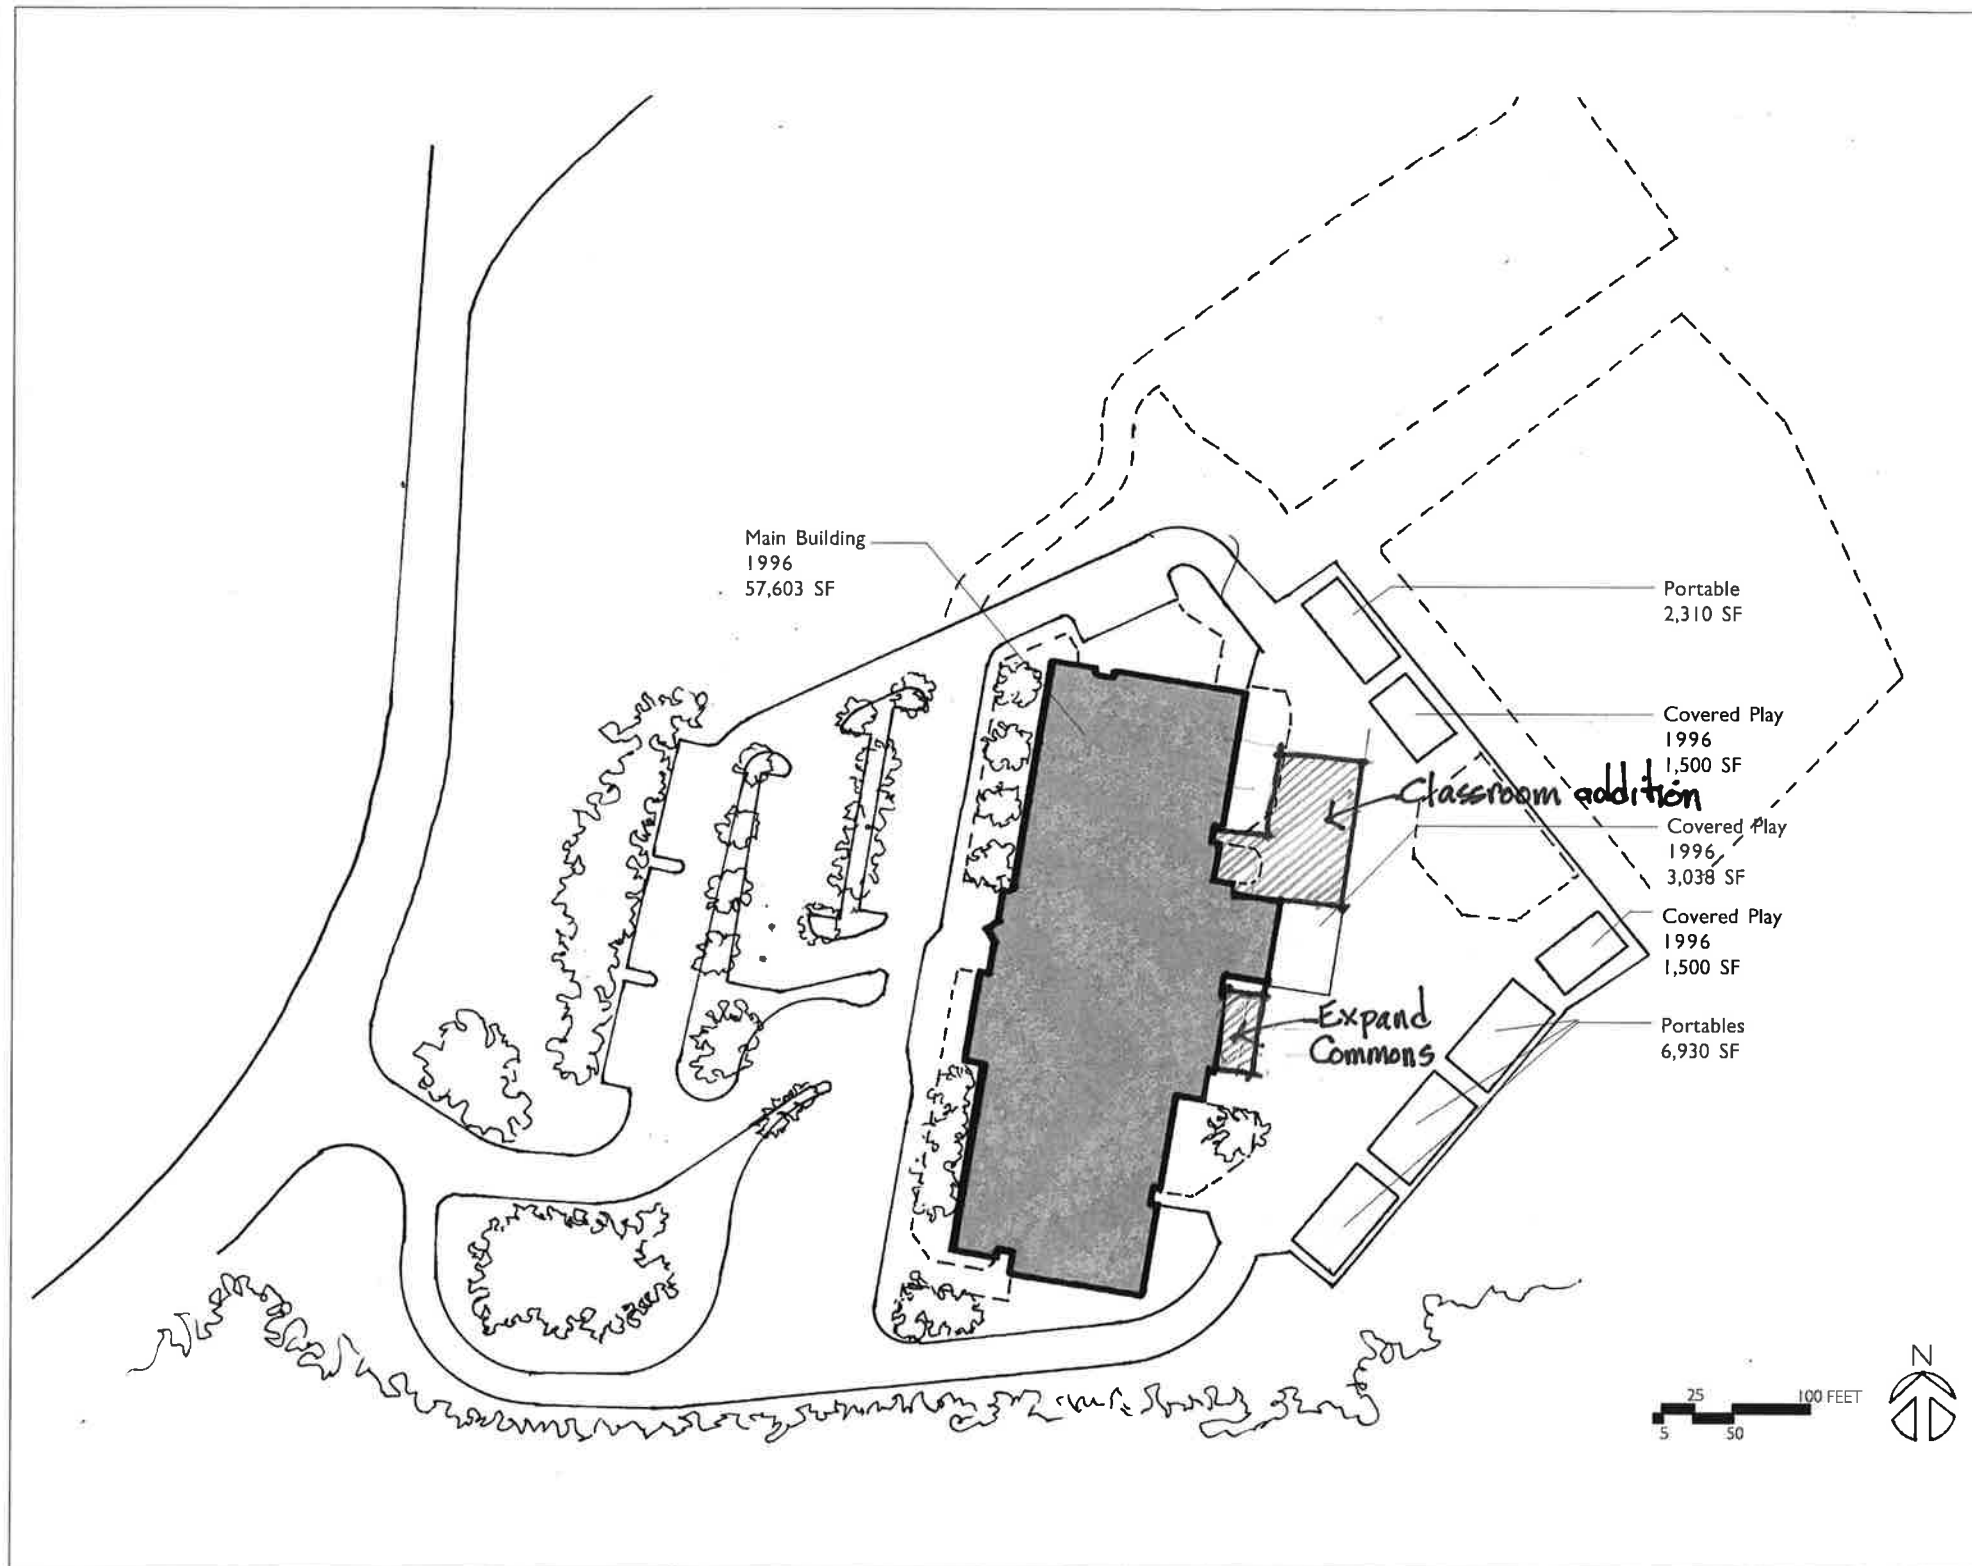 Main Building
1996
57,603 SF
Portable
2,310 SF
Covered Play
1996
1,500 SF
Classroom addition
Covered Play
1996
3,038 SF
Covered Play
1996
1,500 SF
Expand
Commons
Portables
6,930 SF
N
25 100 FEET
5 50